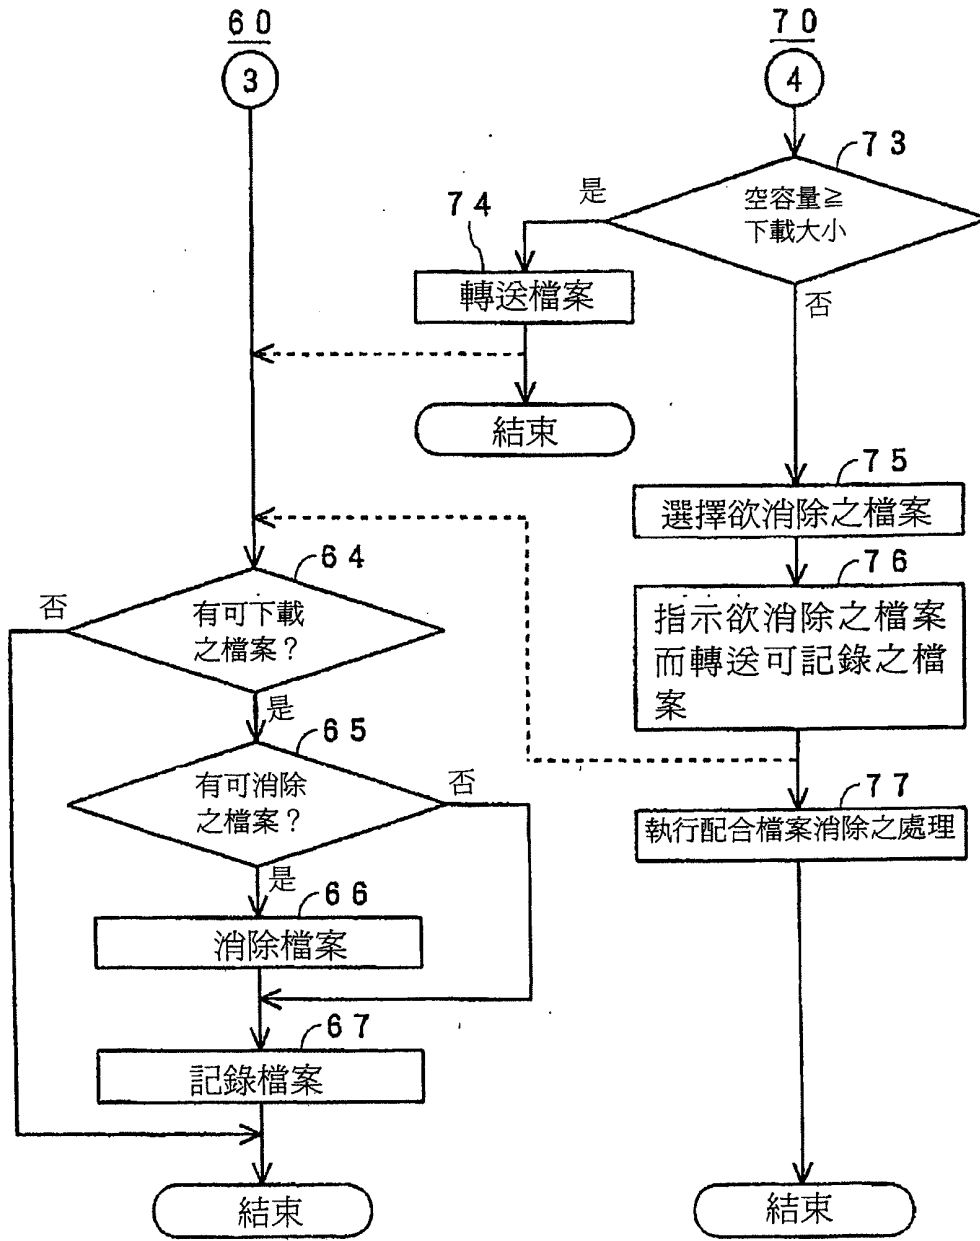 60
3
70
4
73
空容量≧
下載大小
是
74
轉送檔案
否
結束
75
選擇欲消除之檔案
64
有可下載
之檔案？
否
76
指示欲消除之檔案
而轉送可記錄之檔
案
是
65
有可消除
之檔案？
否
77
執行配合檔案消除之處理
是
66
消除檔案
67
記錄檔案
結束
結束